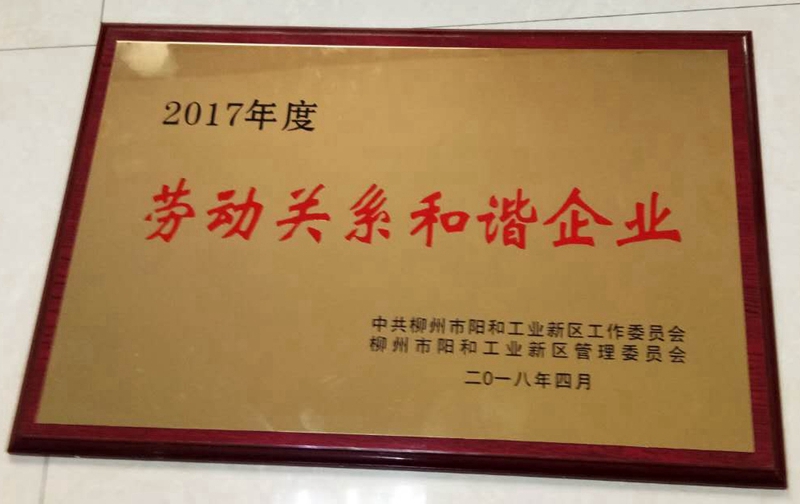 2017年度
劳动关系和谐企业
中共柳州市阳和工业新区工作委员会
柳州市阳和工业新区管理委员会
二〇一八年四月